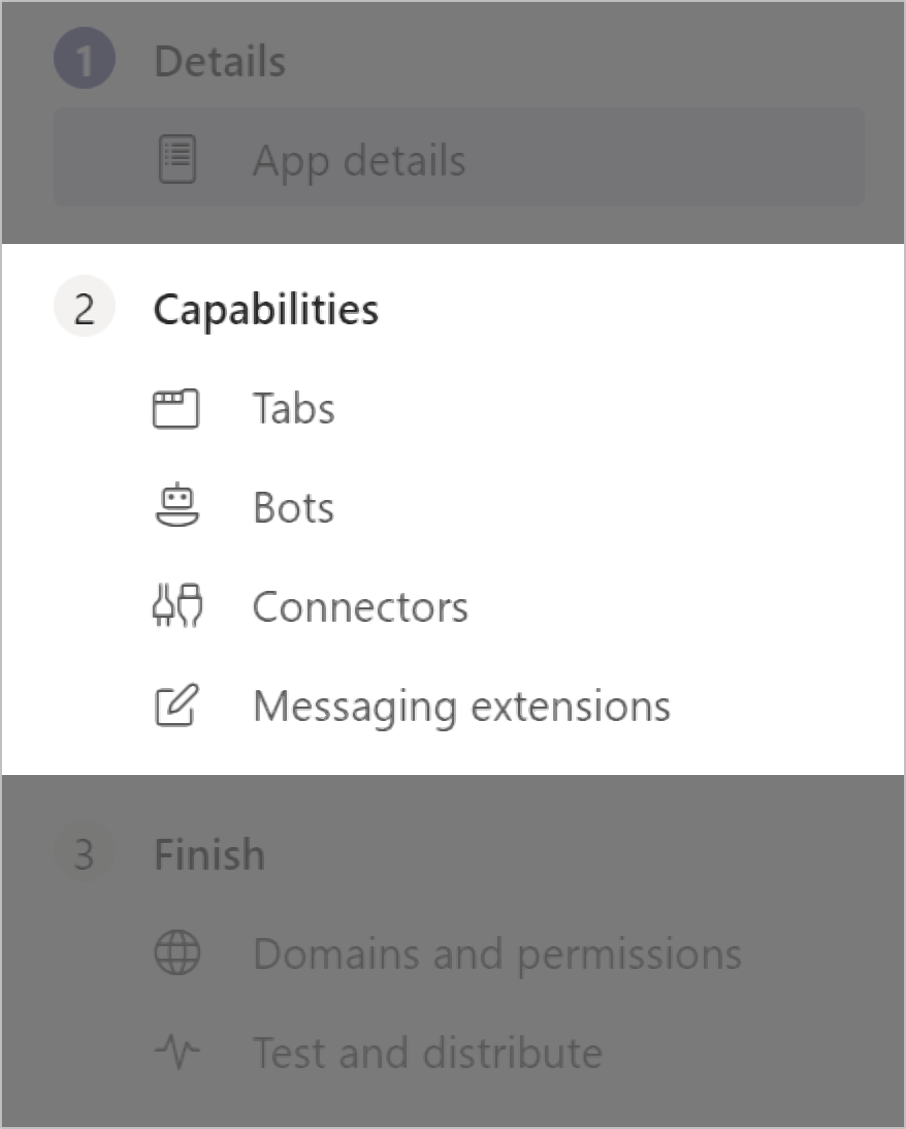 1 Details
App details
2 Capabilities
Tabs
Bots
Connectors
Messaging extensions
3 Finish
Domains and permissions
Test and distribute